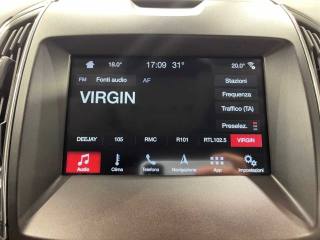 18.0° 17:09 31° 20.0°
FM Fonti audio AF
Stazioni
VIRGIN
Frequenza
Traffico (TA)
Preselez.
DEEJAY 105 RMC R101 RTL102.5 VIRGIN
Audio Clima Telefono Navigazione App Impostazioni